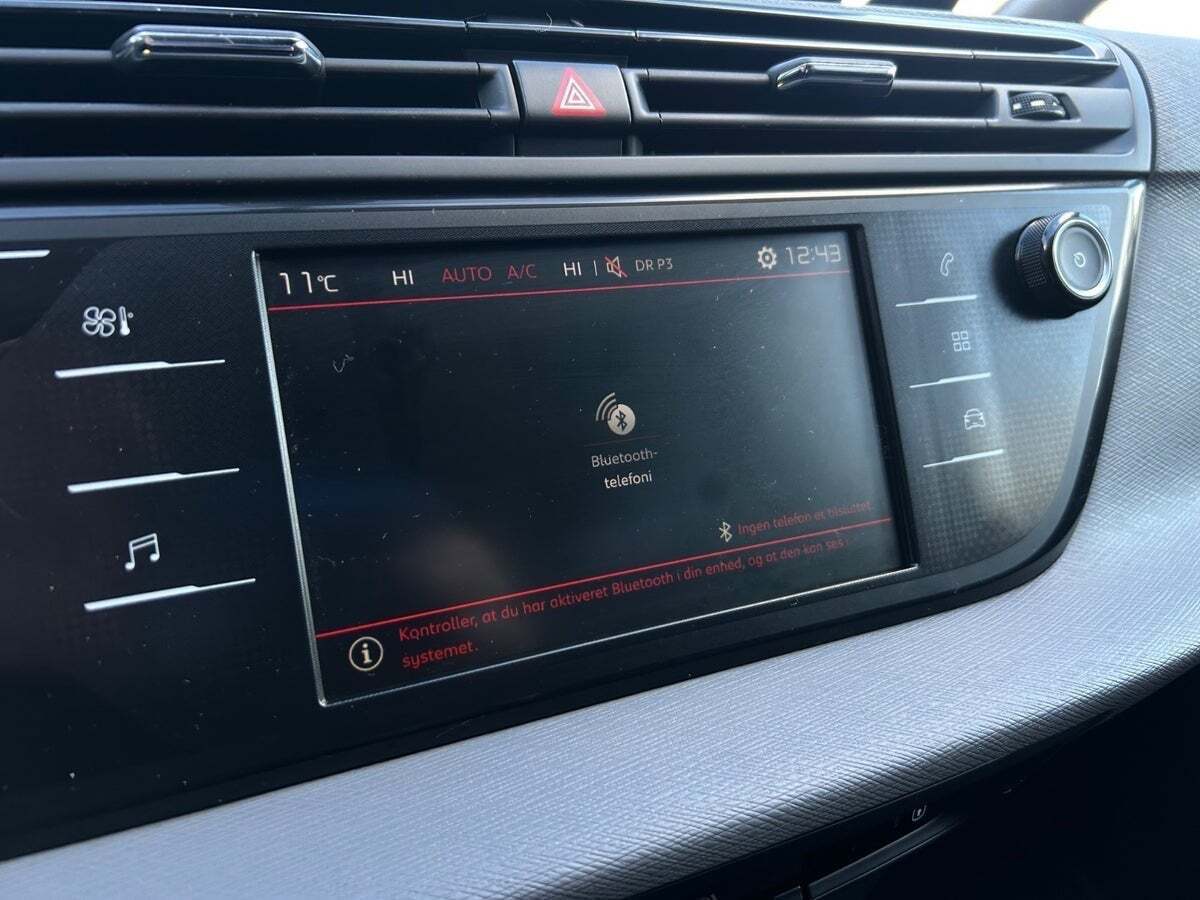 11°C HI AUTO A/C HI DR P3 12:43
Bluetooth-
telefoni
Ingen telefon er tilsluttet
Kontroller, at du har aktiveret Bluetooth i din enhed, og at den kan ses i
systemet.